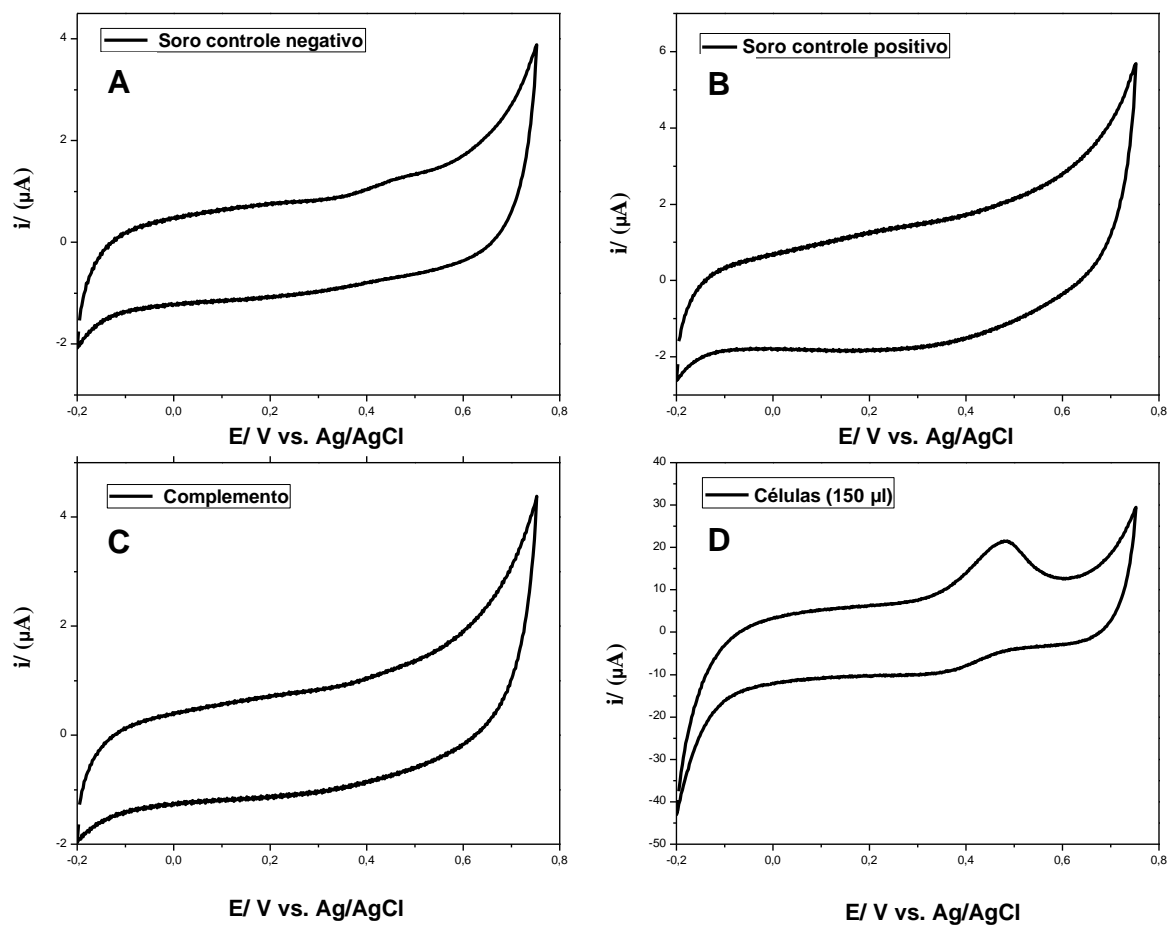 Soro controle negativo
A
4
2
0
-2
i/ (µA)
-0,2 0,0 0,2 0,4 0,6 0,8
E/ V vs. Ag/AgCl
Soro controle positivo
B
6
4
2
0
-2
i/ (µA)
-0,2 0,0 0,2 0,4 0,6 0,8
E/ V vs. Ag/AgCl
Complemento
C
4
2
0
-2
i/ (µA)
-0,2 0,0 0,2 0,4 0,6 0,8
E/ V vs. Ag/AgCl
Células (150 µl)
D
40
30
20
10
0
-10
-20
-30
-40
-50
i/ (µA)
-0,2 0,0 0,2 0,4 0,6 0,8
E/ V vs. Ag/AgCl